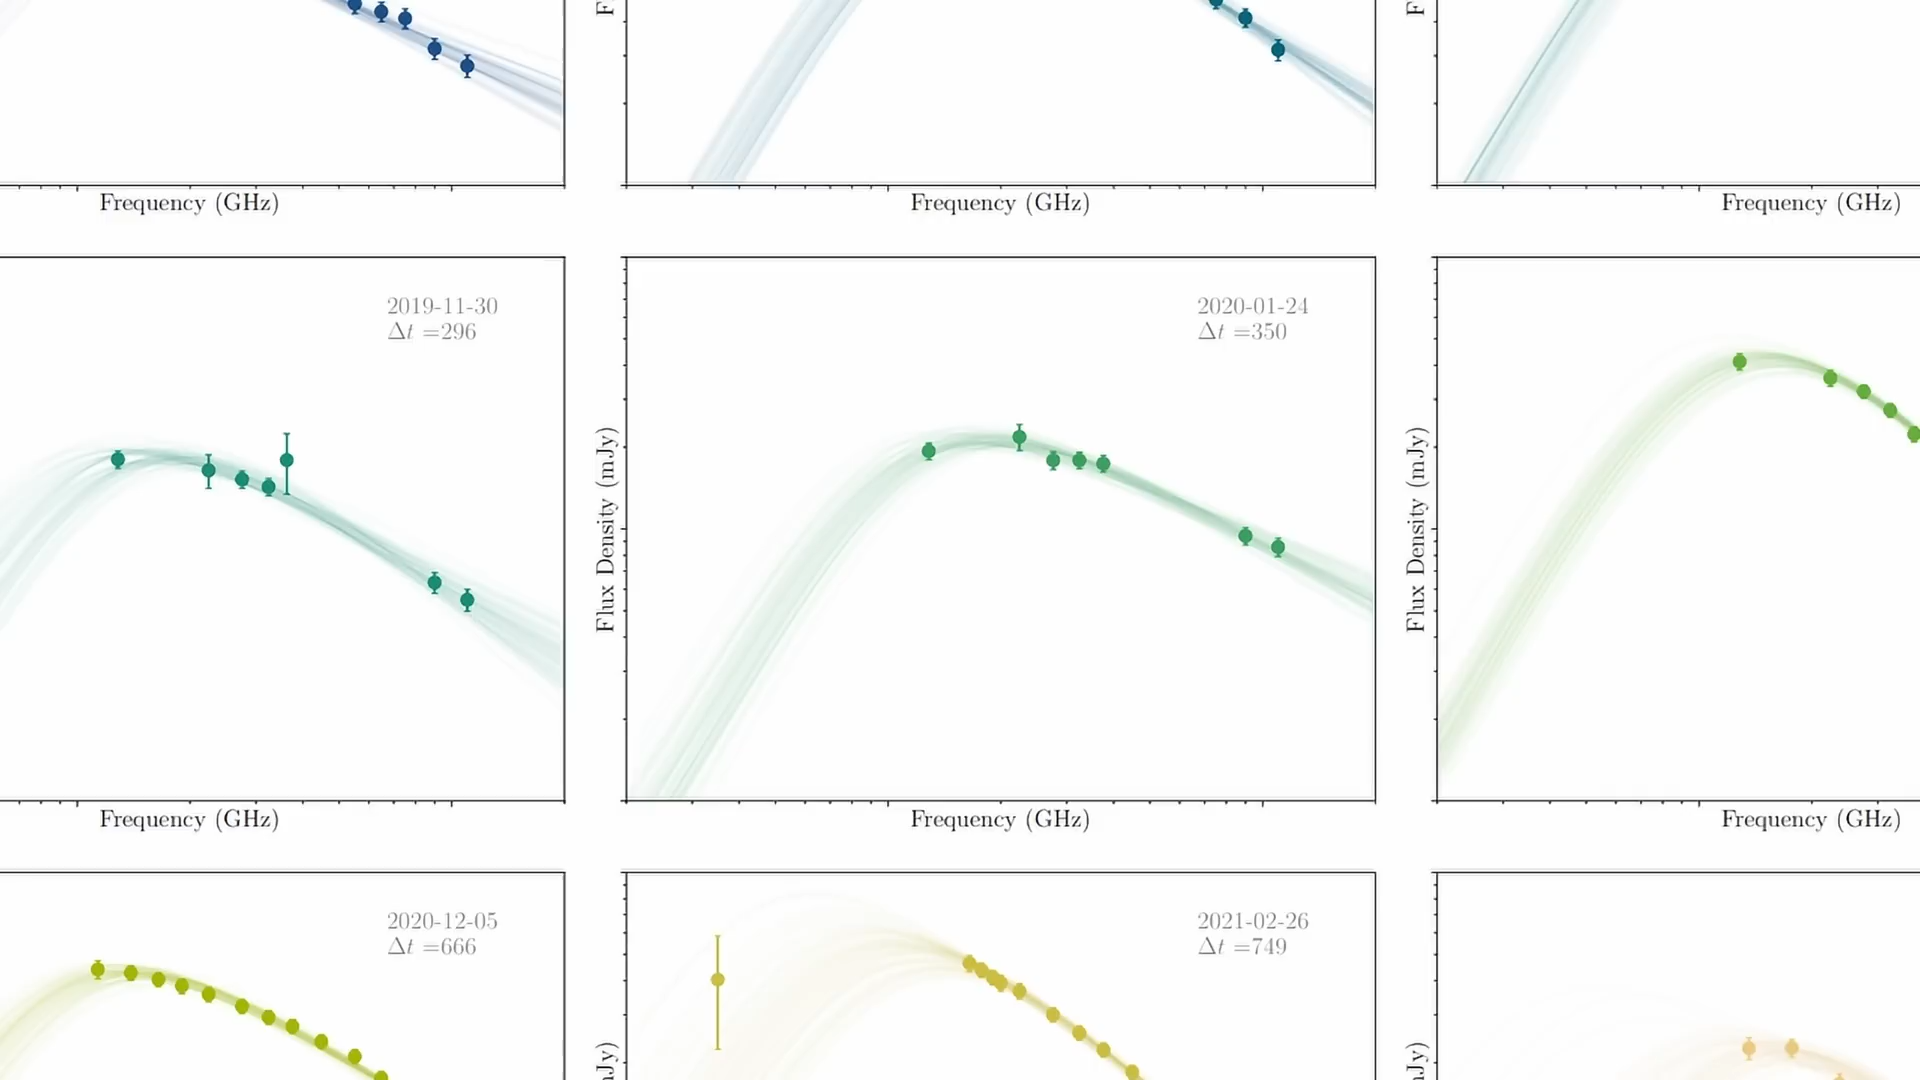 F
F
Frequency (GHz)
Frequency (GHz)
Frequency (GHz)
2019-11-30
Δt =296
Flux Density (mJy)
2020-01-24
Δt =350
Flux Density (mJy)
Frequency (GHz)
Frequency (GHz)
Frequency (GHz)
2020-12-05
Δt =666
mJy)
2021-02-26
Δt =749
mJy)